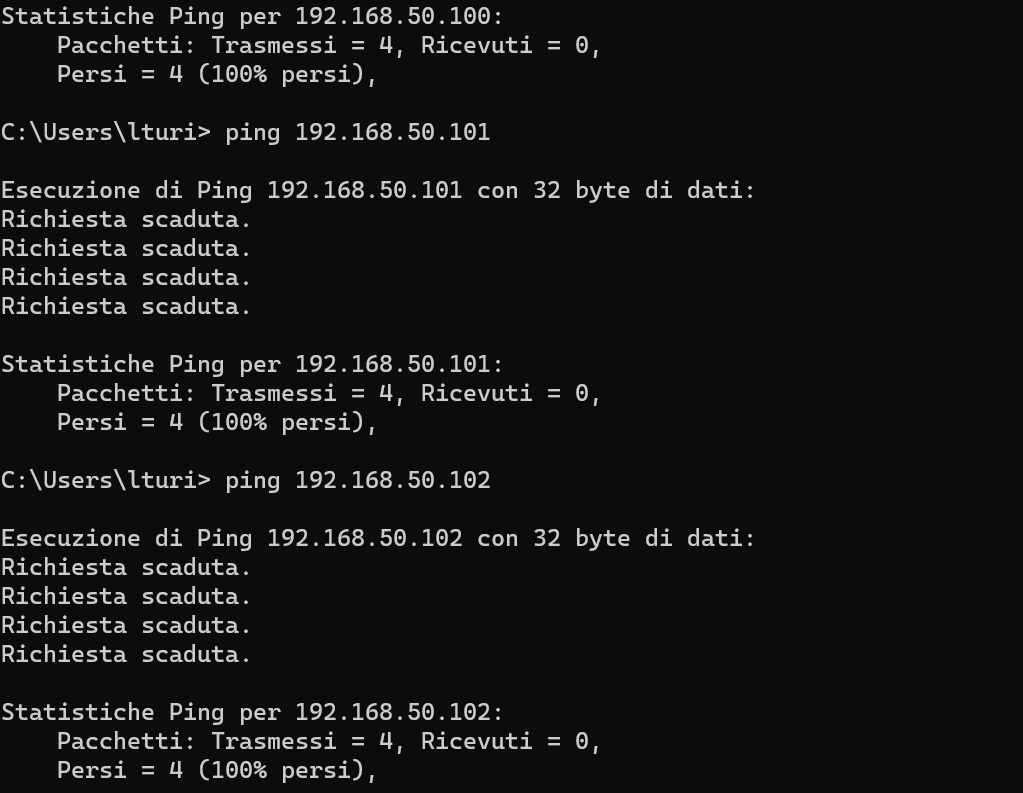 Statistiche Ping per 192.168.50.100:
    Pacchetti: Trasmessi = 4, Ricevuti = 0,
    Persi = 4 (100% persi),

C:\Users\lturi> ping 192.168.50.101

Esecuzione di Ping 192.168.50.101 con 32 byte di dati:
Richiesta scaduta.
Richiesta scaduta.
Richiesta scaduta.
Richiesta scaduta.

Statistiche Ping per 192.168.50.101:
    Pacchetti: Trasmessi = 4, Ricevuti = 0,
    Persi = 4 (100% persi),

C:\Users\lturi> ping 192.168.50.102

Esecuzione di Ping 192.168.50.102 con 32 byte di dati:
Richiesta scaduta.
Richiesta scaduta.
Richiesta scaduta.
Richiesta scaduta.

Statistiche Ping per 192.168.50.102:
    Pacchetti: Trasmessi = 4, Ricevuti = 0,
    Persi = 4 (100% persi),